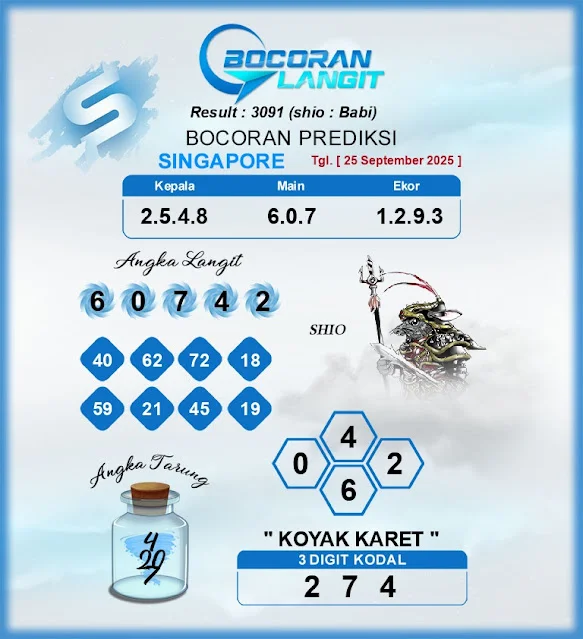 BOCORAN
LANGIT
Result : 3091 (shio : Babi)
BOCORAN PREDIKSI
SINGAPORE Tgl. [ 25 September 2025 ]
Kepala Main Ekor
2.5.4.8 6.0.7 1.2.9.3
Angka Langit
6 0 7 4 2
SHIO
40 62 72 18
59 21 45 19
4
0 2
6
Angka Tarung
4
20
7
" KOYAK KARET "
3 DIGIT KODAL
2 7 4